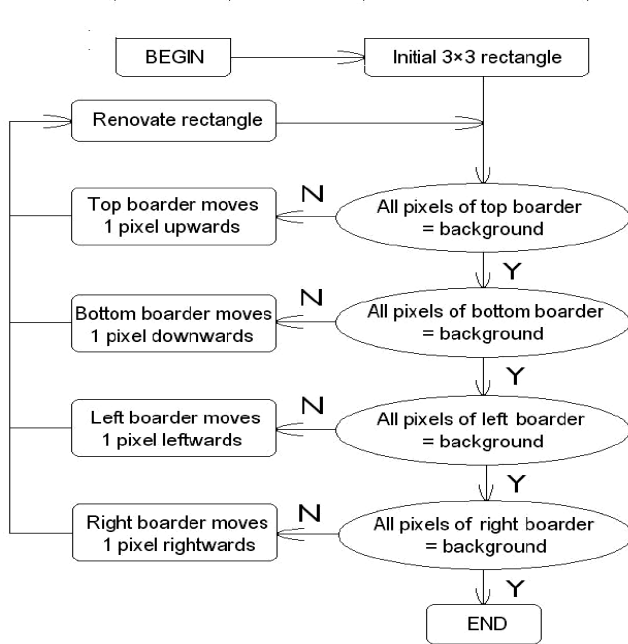 BEGIN
Initial 3×3 rectangle
Renovate rectangle
Top boarder moves
1 pixel upwards
N
All pixels of top boarder
= background
Y
Bottom boarder moves
1 pixel downwards
N
All pixels of bottom boarder
= background
Y
Left boarder moves
1 pixel leftwards
N
All pixels of left boarder
= background
Y
Right boarder moves
1 pixel rightwards
N
All pixels of right boarder
= background
Y
END